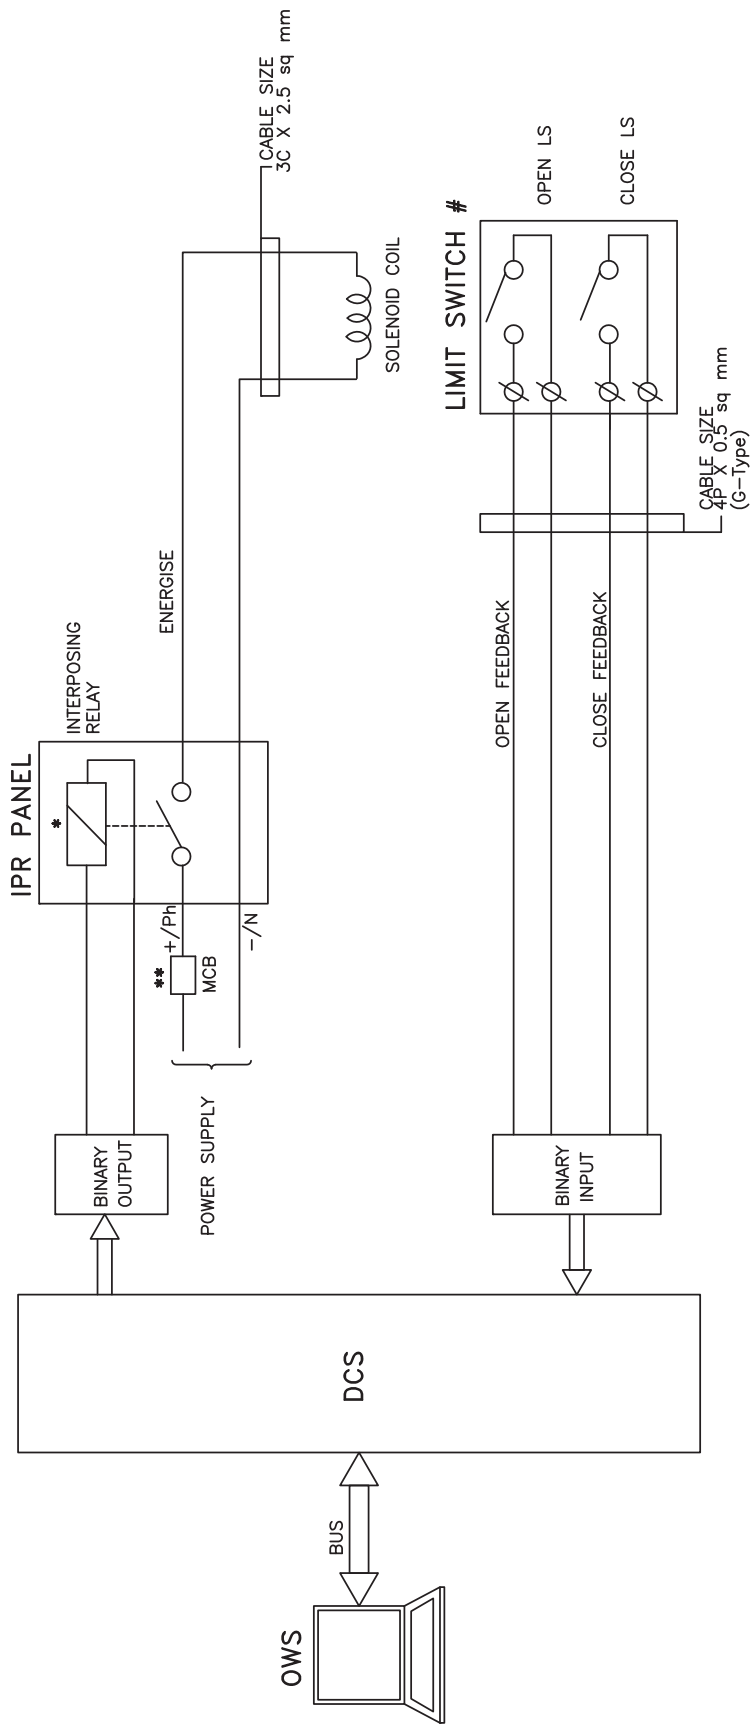 OWS
BUS
DCS
BINARY
OUTPUT
POWER SUPPLY
BINARY
INPUT
IPR PANEL
*
INTERPOSING
RELAY
**
MCB
+/Ph
-/N
ENERGISE
CABLE SIZE
3C X 2.5 sq mm
SOLENOID COIL
LIMIT SWITCH #
OPEN LS
CLOSE LS
OPEN FEEDBACK
CLOSE FEEDBACK
CABLE SIZE
4P X 0.5 sq mm
(G-Type)